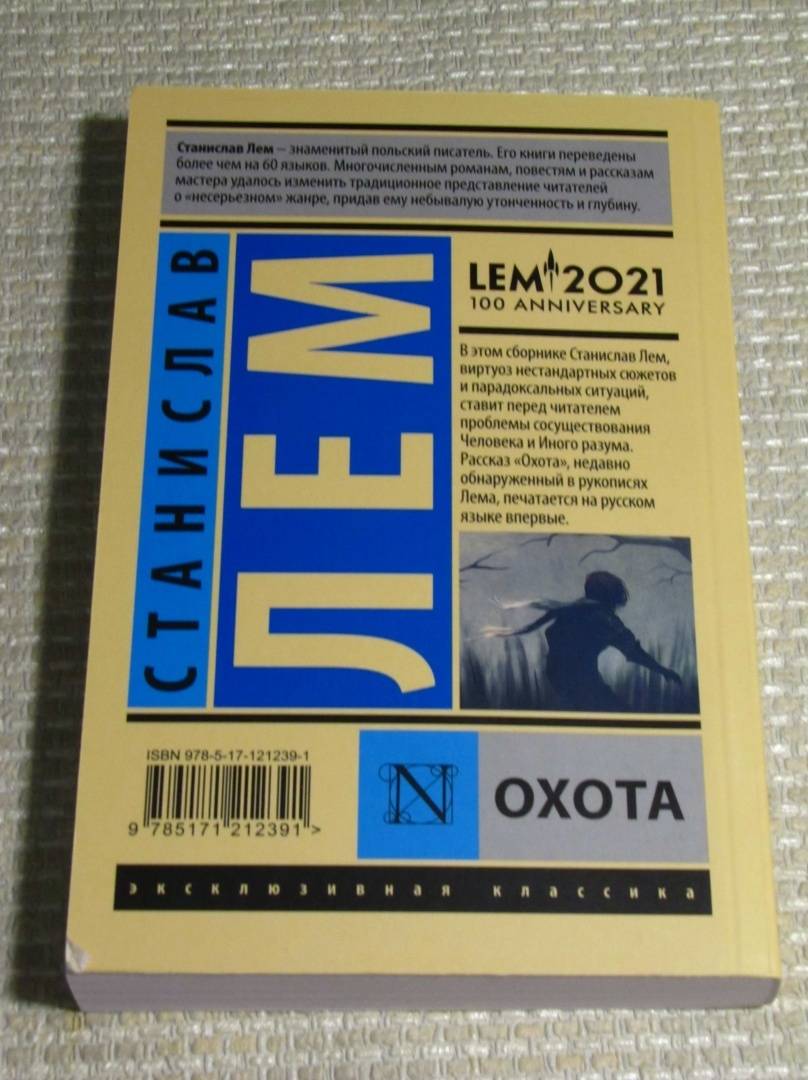 Станислав Лем – знаменитый польский писатель. Его книги переведены
более чем на 60 языков. Многочисленным романам, повестям и рассказам
мастера удалось изменить традиционное представление читателей
о «несерьезном» жанре, придав ему небывалую утонченность и глубину.
СТАНИСЛАВ
ЛЕМ
LEM 2021
100 ANNIVERSARY
В этом сборнике Станислав Лем,
виртуоз нестандартных сюжетов
и парадоксальных ситуаций,
ставит перед читателем
проблемы сосуществования
Человека и Иного разума.
Рассказ «Охота», недавно
обнаруженный в рукописях
Лема, печатается на русском
языке впервые.
ISBN 978-5-17-121239-1
9 785171 212391 >
N
ОХОТА
эксклюзивная классика